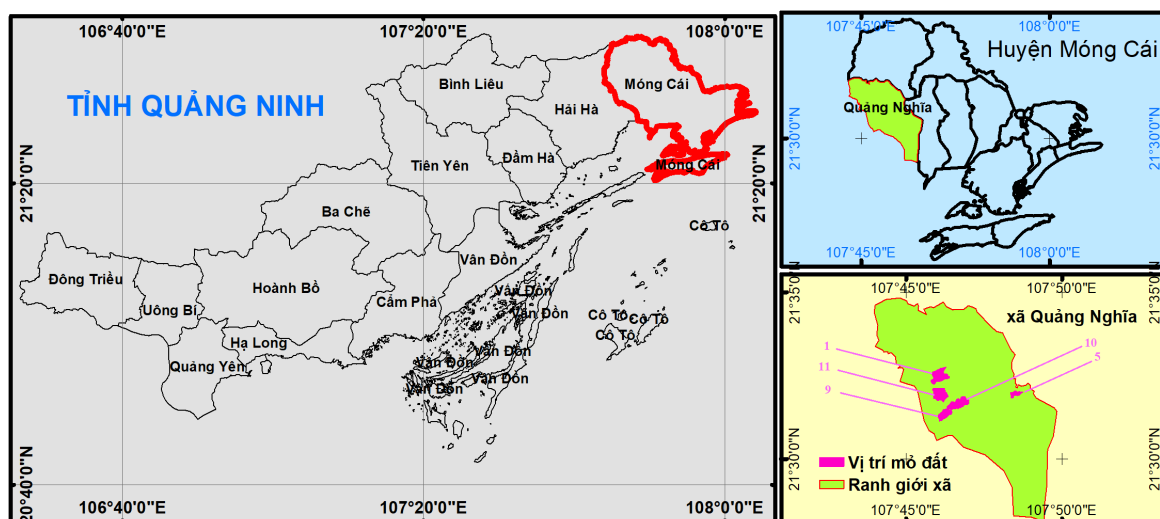 106°40'0"E
107°20'0"E
108°0'0"E
TỈNH QUẢNG NINH
Bình Liêu
Móng Cái
Hải Hà
Tiên Yên
Đầm Hà
Móng Cái
21°20'0"N
21°20'0"N
Ba Chẽ
Cô Tô
Vân Đồn
Đông Triều
Hoành Bồ
Uông Bí
Cẩm Phả
Vân Đồn
Vân Đồn
Cô Tô
Cô Tô
Cô Tô
Hạ Long
Quảng Yên
Vân Đồn
Vân Đồn
Vân Đồn
Vân Đồn
20°40'0"N
20°40'0"N
106°40'0"E
107°20'0"E
108°0'0"E
107°45'0"E
108°0'0"E
Huyện Móng Cái
Quảng Nghĩa
21°30'0"N
21°30'0"N
107°45'0"E
108°0'0"E
107°45'0"E
107°50'0"E
21°35'0"N
21°35'0"N
xã Quảng Nghĩa
1
10
11
5
9
21°30'0"N
21°30'0"N
Vị trí mỏ đất
Ranh giới xã
107°45'0"E
107°50'0"E